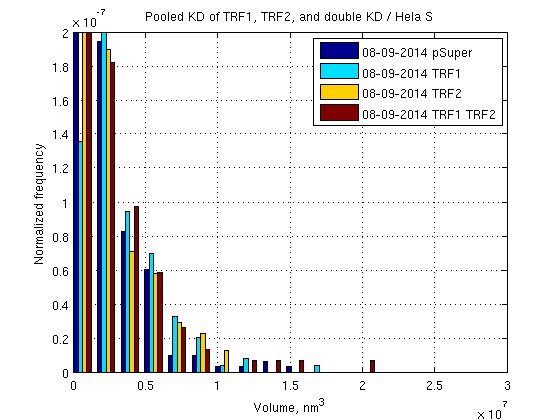 Pooled KD of TRF1, TRF2, and double KD / Hela S
x 10^-7
2
1.8
1.6
1.4
1.2
1
0.8
0.6
0.4
0.2
0
Normalized frequency
08-09-2014 pSuper
08-09-2014 TRF1
08-09-2014 TRF2
08-09-2014 TRF1 TRF2
0 0.5 1 1.5 2 2.5 3
Volume, nm^3
x 10^7